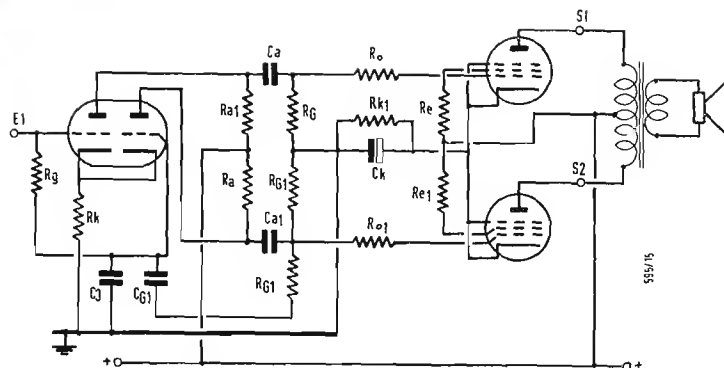 S1
Ca
Ro
E1
Ra1
RG
Rk1
Re
Rg
Ra
RG1
Ck
S2
Rk
Re1
Ca1
Ro1
C3
CG1
RG1
595/15
+
+